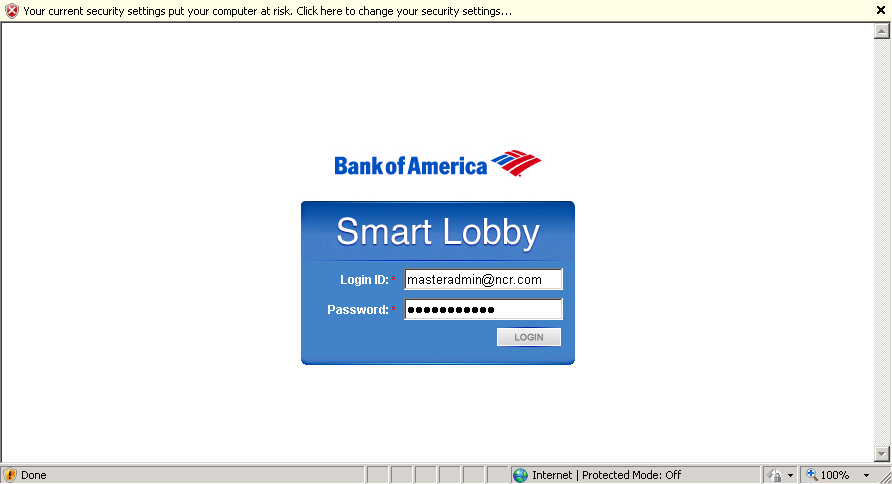 Your current security settings put your computer at risk. Click here to change your security settings...
Bank of America
Smart Lobby
Login ID: * masteradmin@ncr.com
Password: * ●●●●●●●●●●●
LOGIN
Done Internet | Protected Mode: Off 100%